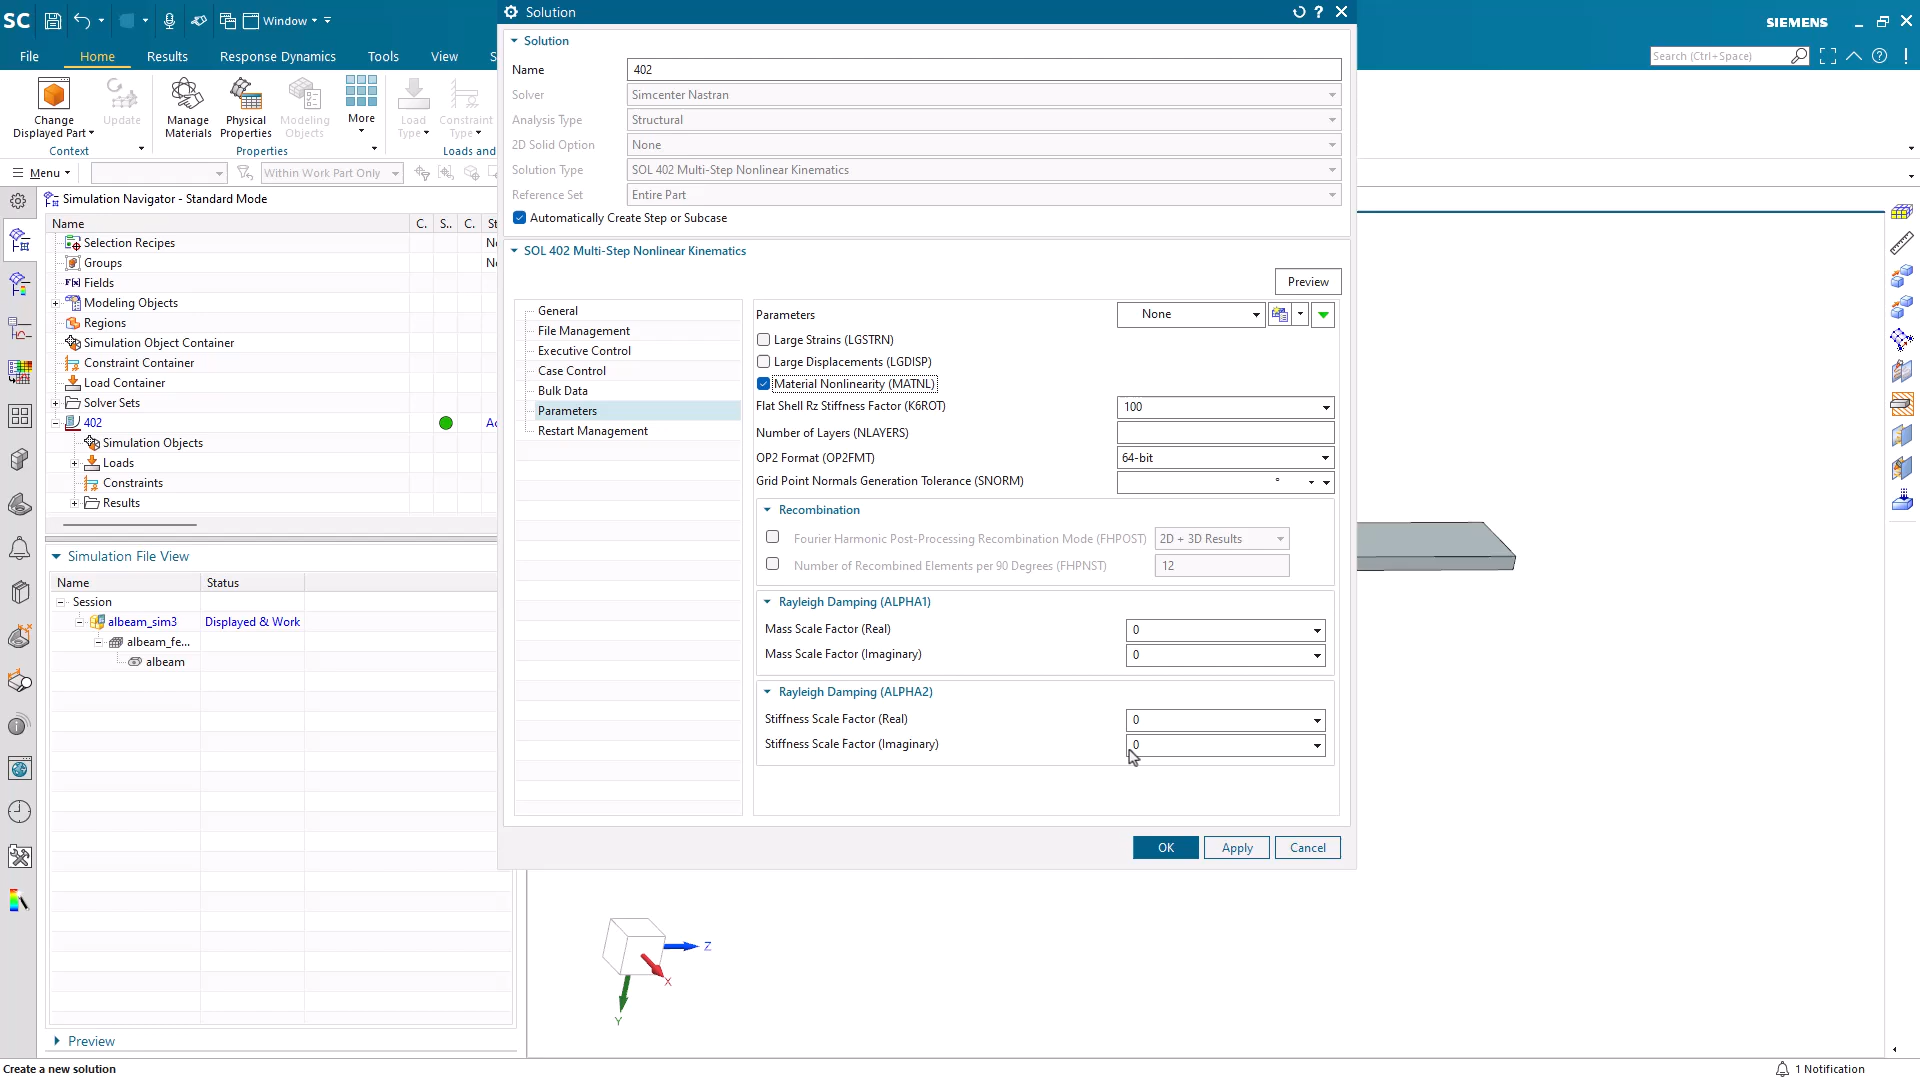 SC
Window
Solution
SIEMENS
File
Home
Results
Response Dynamics
Tools
View
S
Search (Ctrl+Space)
Change
Displayed Part
Update
Manage
Materials
Physical
Properties
Modeling
Objects
More
Load
Type
Constraint
Type
Context
Properties
Loads and
Menu
Within Work Part Only
Simulation Navigator - Standard Mode
Name
C.
S..
C.
St
Selection Recipes
No
Groups
No
Fields
Modeling Objects
Regions
Simulation Object Container
Constraint Container
Load Container
Solver Sets
402
Ac
Simulation Objects
Loads
Constraints
Results
Simulation File View
Name
Status
Session
albeam_sim3
Displayed & Work
albeam_fe...
albeam
Preview
Create a new solution
Solution
Name
402
Solver
Simcenter Nastran
Analysis Type
Structural
2D Solid Option
None
Solution Type
SOL 402 Multi-Step Nonlinear Kinematics
Reference Set
Entire Part
Automatically Create Step or Subcase
SOL 402 Multi-Step Nonlinear Kinematics
Preview
General
File Management
Executive Control
Case Control
Bulk Data
Parameters
Restart Management
Parameters
None
Large Strains (LGSTRN)
Large Displacements (LGDISP)
Material Nonlinearity (MATNL)
Flat Shell Rz Stiffness Factor (K6ROT)
100
Number of Layers (NLAYERS)
OP2 Format (OP2FMT)
64-bit
Grid Point Normals Generation Tolerance (SNORM)
°
Recombination
Fourier Harmonic Post-Processing Recombination Mode (FHPOST)
2D + 3D Results
Number of Recombined Elements per 90 Degrees (FHPNST)
12
Rayleigh Damping (ALPHA1)
Mass Scale Factor (Real)
0
Mass Scale Factor (Imaginary)
0
Rayleigh Damping (ALPHA2)
Stiffness Scale Factor (Real)
0
Stiffness Scale Factor (Imaginary)
0
OK
Apply
Cancel
Z
X
Y
1 Notification